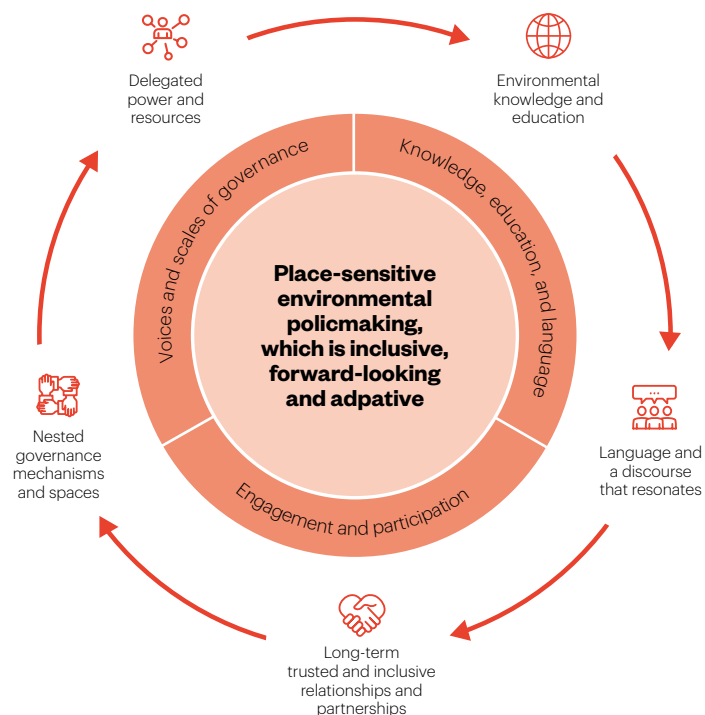 Delegated
power and
resources
Environmental
knowledge and
education
Voices and scales of governance
Knowledge, education, and language
Place-sensitive
environmental
policmaking,
which is inclusive,
forward-looking
and adpative
Engagement and participation
Nested
governance
mechanisms
and spaces
Language and
a discourse
that resonates
Long-term
trusted and inclusive
relationships and
partnerships